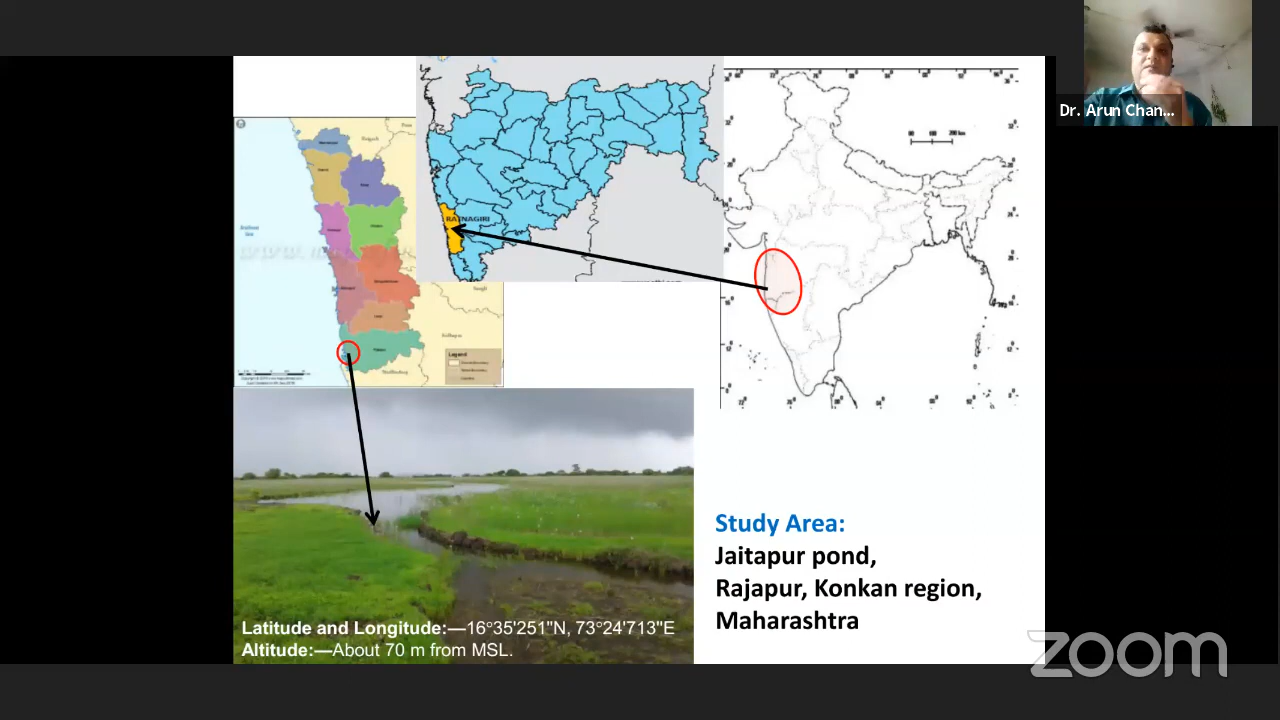 Dr. Arun Chan...
RATNAGIRI
Legend
Study Area:
Jaitapur pond,
Rajapur, Konkan region,
Maharashtra
Latitude and Longitude:—16°35'251"N, 73°24'713"E
Altitude:—About 70 m from MSL.
zoom